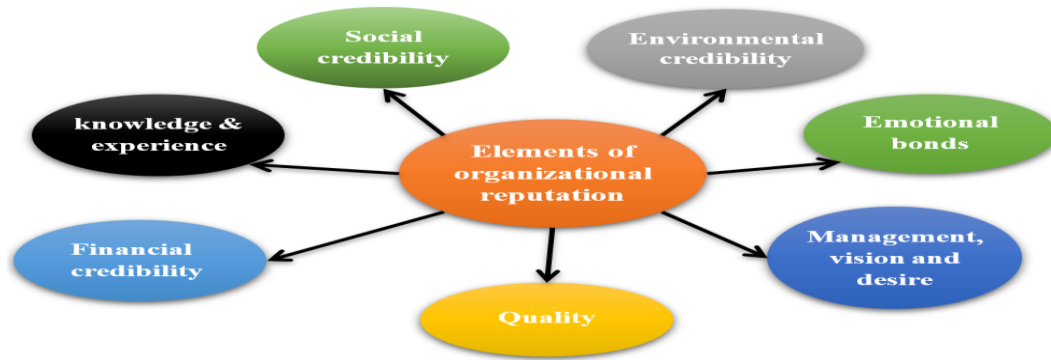 Social
credibility
Environmental
credibility
knowledge &
experience
Elements of
organizational
reputation
Emotional
bonds
Financial
credibility
Management,
vision and
desire
Quality